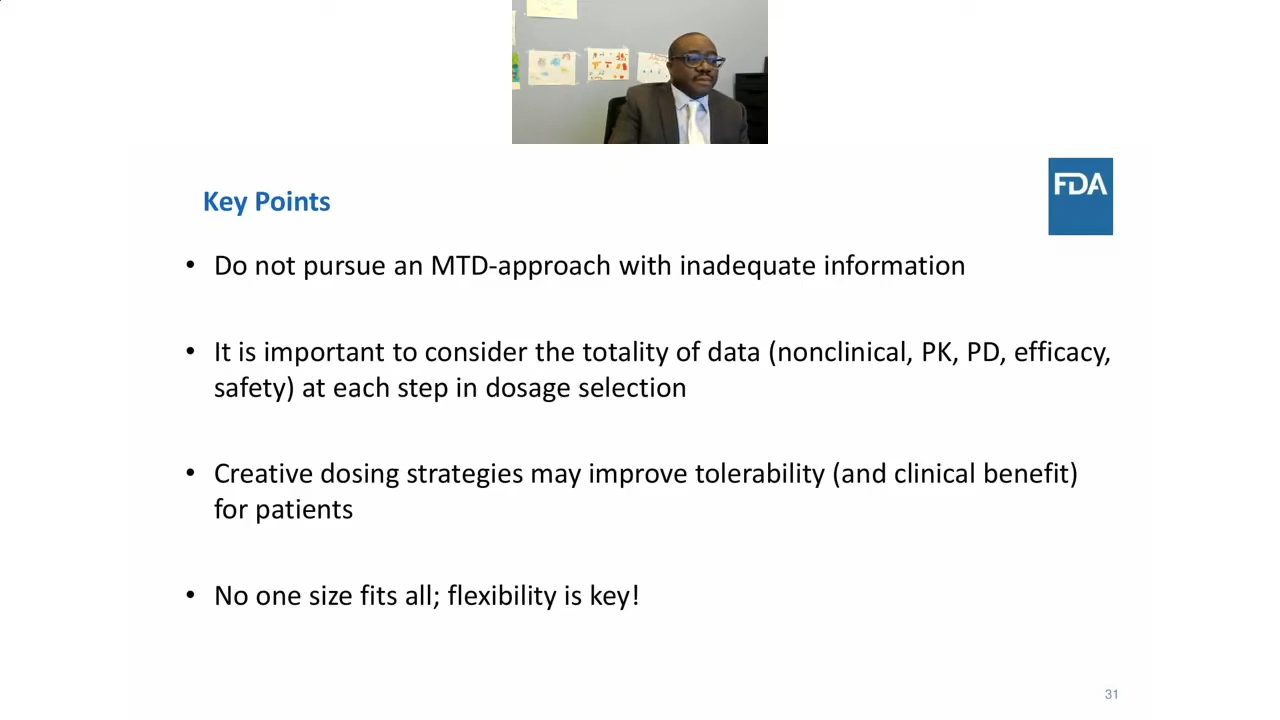 FDA
Key Points
• Do not pursue an MTD-approach with inadequate information
• It is important to consider the totality of data (nonclinical, PK, PD, efficacy,
safety) at each step in dosage selection
• Creative dosing strategies may improve tolerability (and clinical benefit)
for patients
• No one size fits all; flexibility is key!
31